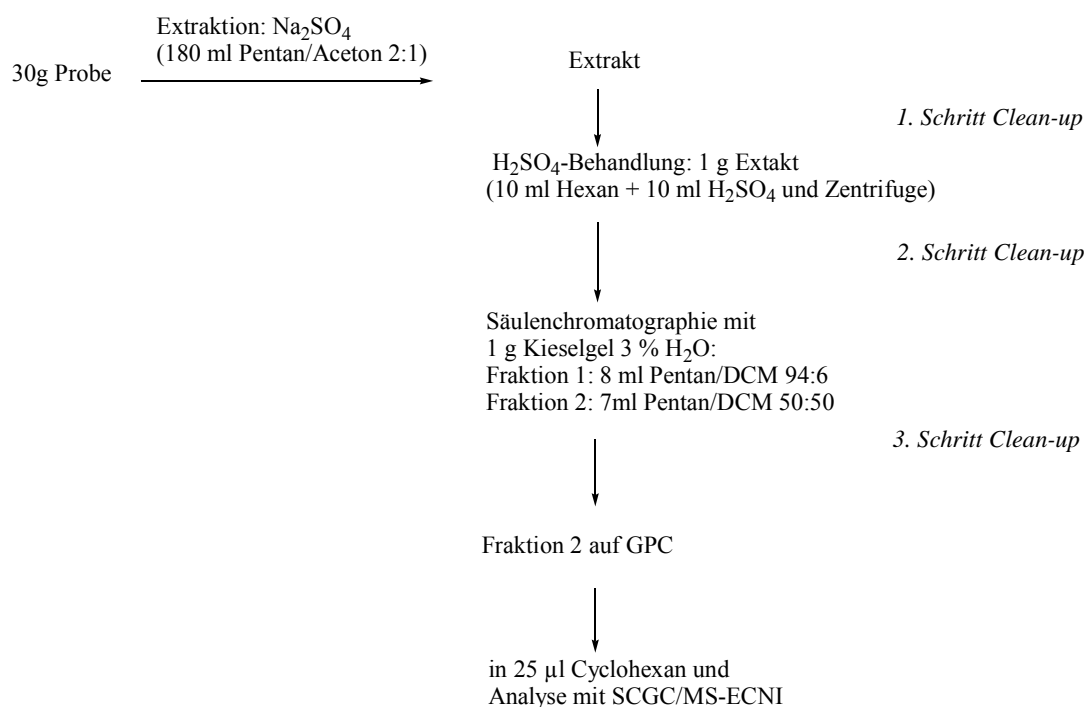 Extraktion: Na2SO4
(180 ml Pentan/Aceton 2:1)
30g Probe
Extrakt
1. Schritt Clean-up
H2SO4-Behandlung: 1 g Extakt
(10 ml Hexan + 10 ml H2SO4 und Zentrifuge)
2. Schritt Clean-up
Säulenchromatographie mit
1 g Kieselgel 3 % H2O:
Fraktion 1: 8 ml Pentan/DCM 94:6
Fraktion 2: 7ml Pentan/DCM 50:50
3. Schritt Clean-up
Fraktion 2 auf GPC
in 25 µl Cyclohexan und
Analyse mit SCGC/MS-ECNI